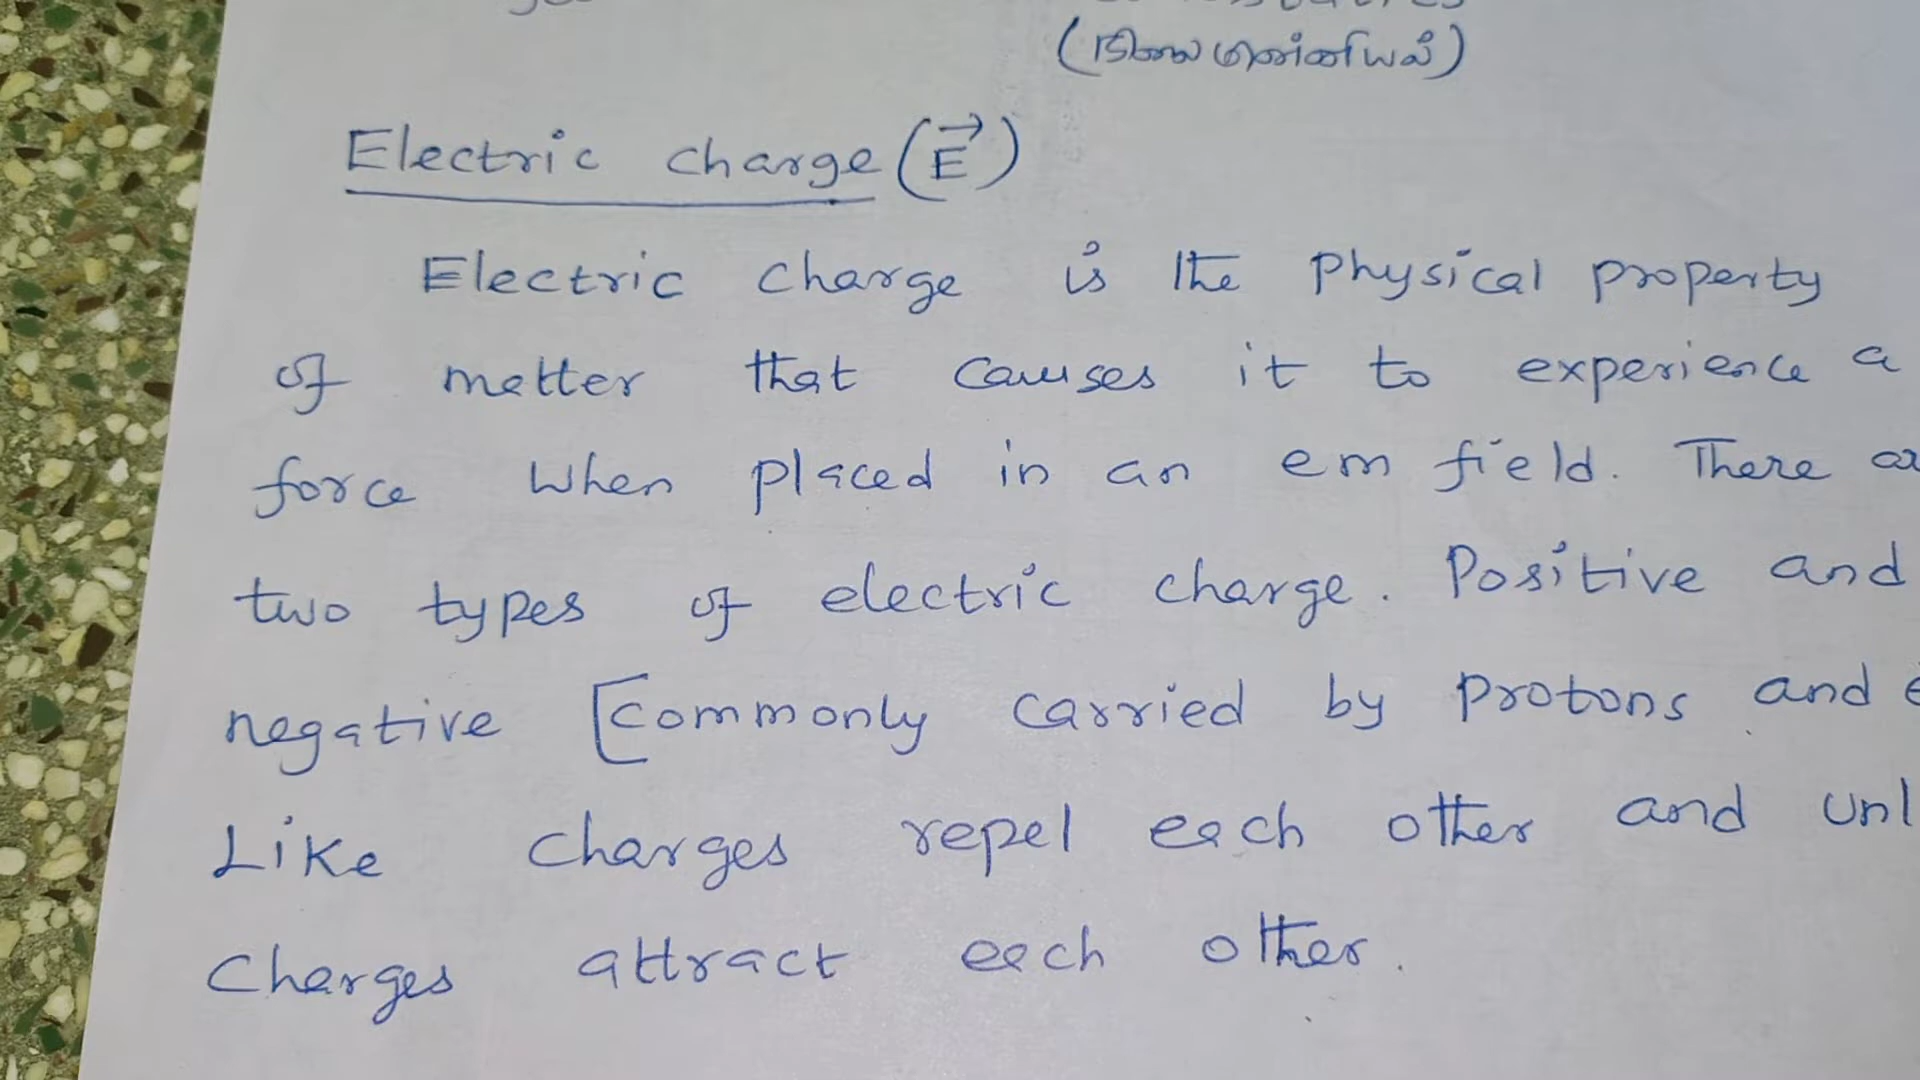 (நிலை மின்னியல்)
Electric charge (E⃗)
Electric charge is the physical property
of matter that causes it to experience a
force when placed in an em field. There
two types of electric charge. Positive and
negative [commonly carried by protons and
Like charges repel each other and
charges attract each other.